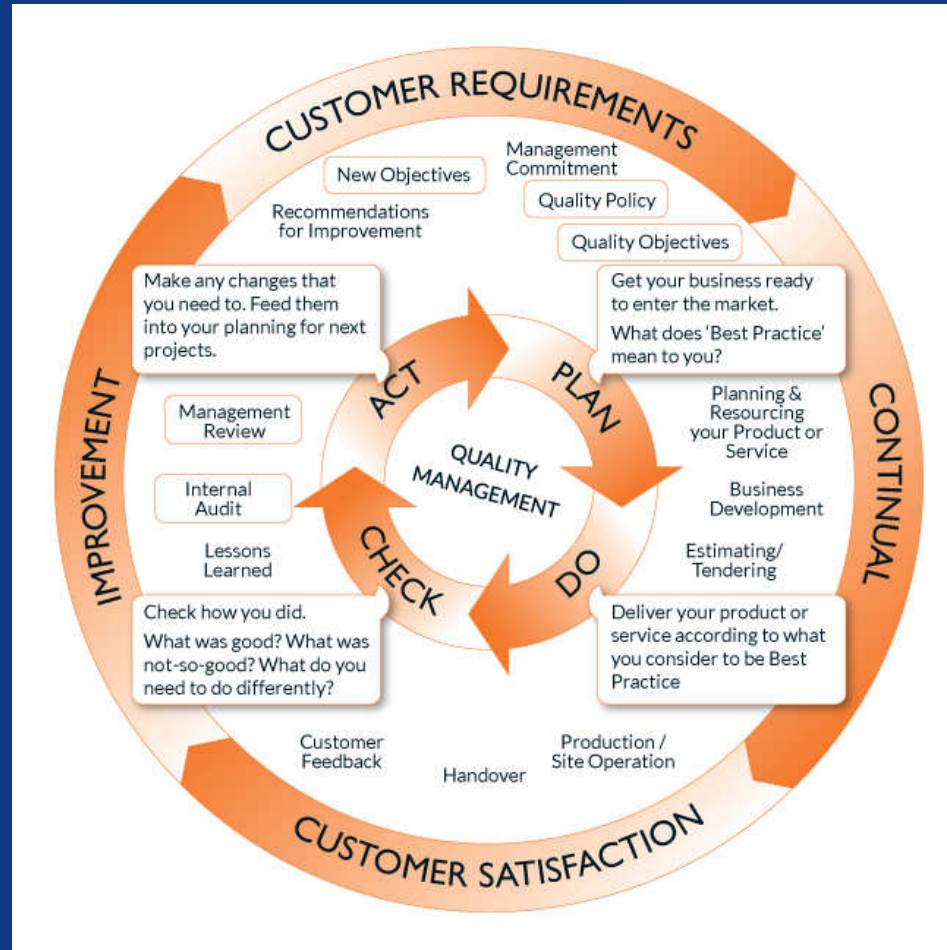 CUSTOMER REQUIREMENTS
Management
Commitment
New Objectives
Quality Policy
Recommendations
for Improvement
Quality Objectives
Make any changes that
you need to. Feed them
into your planning for next
projects.
Get your business ready
to enter the market.
What does ‘Best Practice’
mean to you?
ACT
PLAN
IMPROVEMENT
CONTINUAL
Management
Review
Planning &
Resourcing
your Product or
Service
QUALITY
MANAGEMENT
Internal
Audit
Business
Development
Lessons
Learned
Estimating/
Tendering
CHECK
DO
Check how you did.
What was good? What was
not-so-good? What do you
need to do differently?
Deliver your product or
service according to what
you consider to be Best
Practice
Customer
Feedback
Handover
Production /
Site Operation
CUSTOMER SATISFACTION